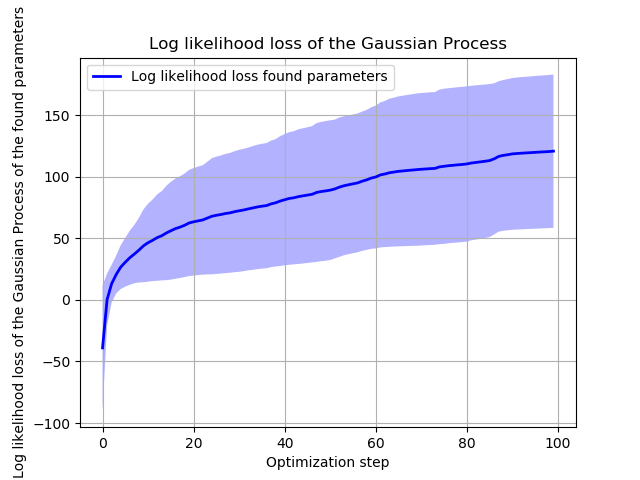 Log likelihood loss of the Gaussian Process
Log likelihood loss found parameters
Log likelihood loss of the Gaussian Process of the found parameters
150
100
50
0
−50
−100
0 20 40 60 80 100
Optimization step